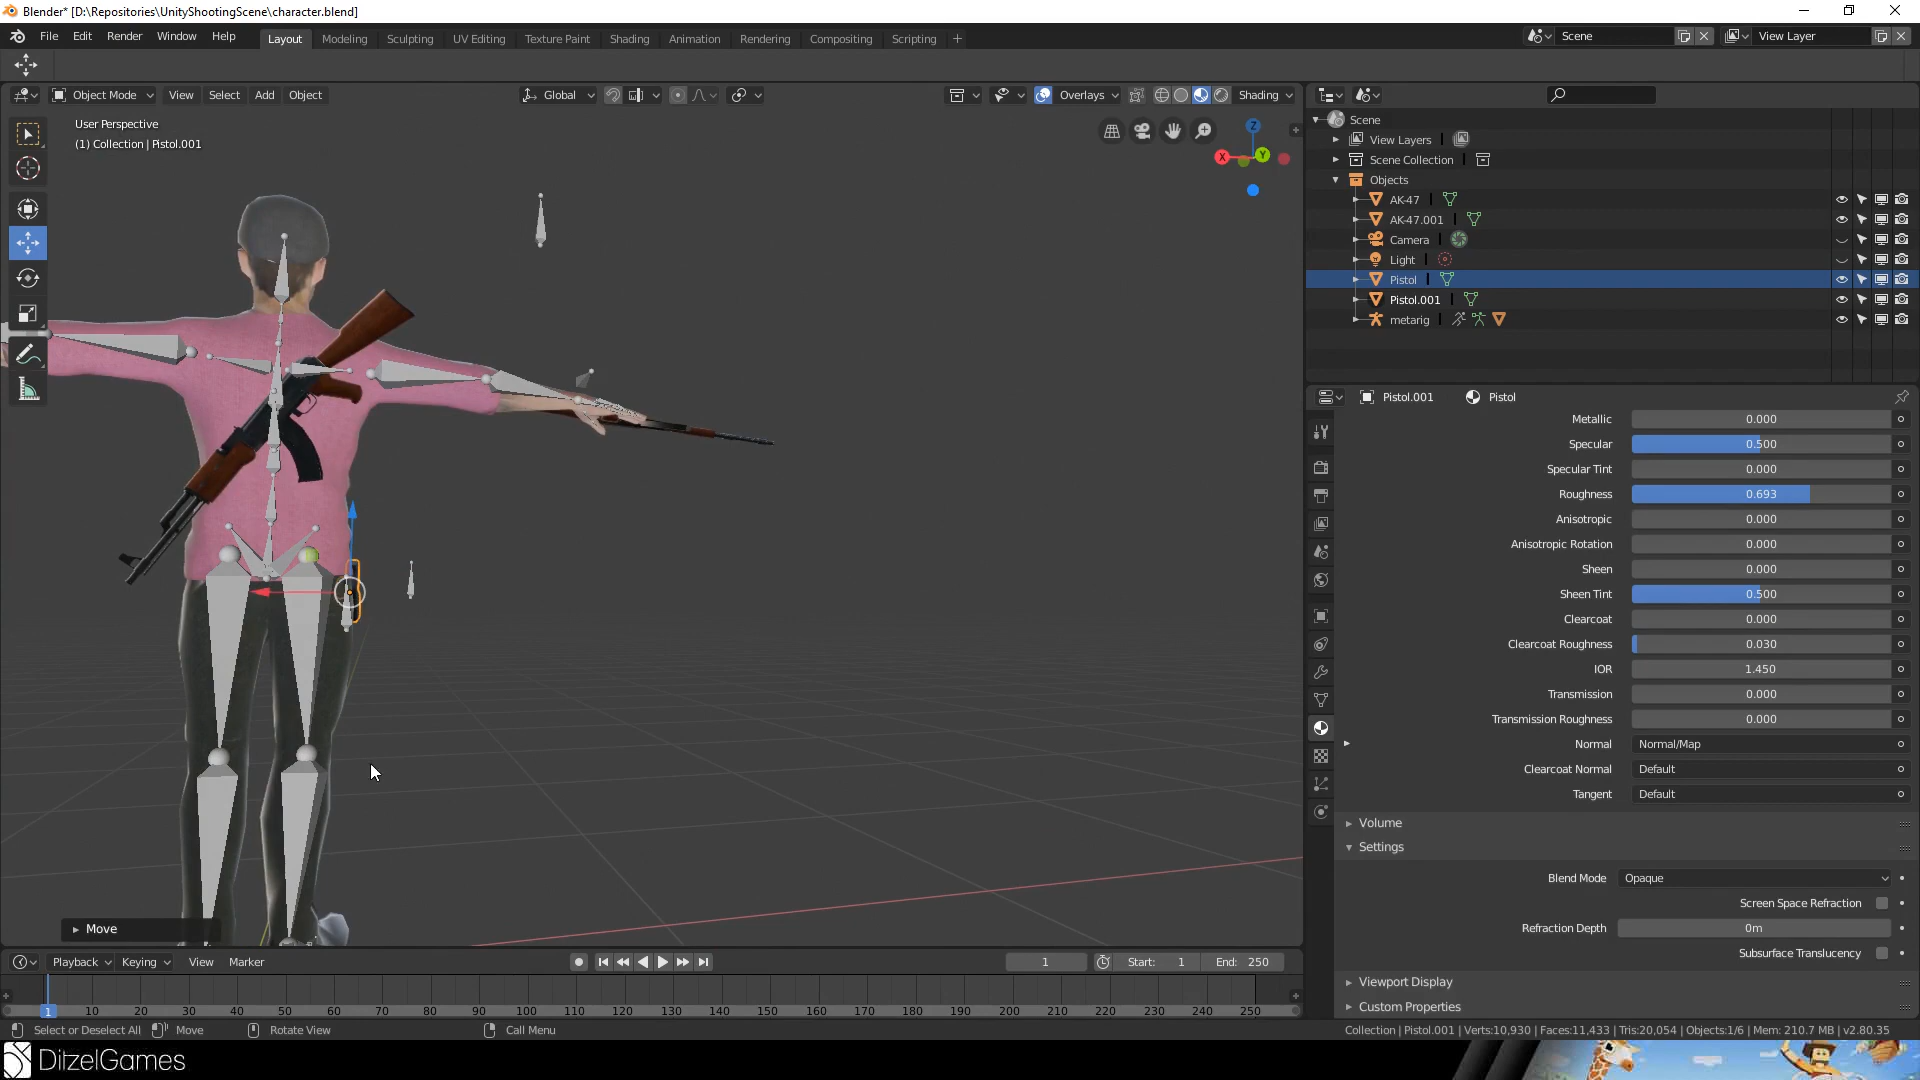 Blender* [D:\Repositories\UnityShootingScene\character.blend]
File Edit Render Window Help Layout Modeling Sculpting UV Editing Texture Paint Shading Animation Rendering Compositing Scripting + Scene View Layer
Object Mode View Select Add Object Global Overlays Shading
User Perspective
(1) Collection | Pistol.001
Z
X
Y
Scene
View Layers
Scene Collection
Objects
AK-47
AK-47.001
Camera
Light
Pistol
Pistol.001
metarig
Pistol.001 Pistol
Metallic 0.000
Specular 0.500
Specular Tint 0.000
Roughness 0.693
Anisotropic 0.000
Anisotropic Rotation 0.000
Sheen 0.000
Sheen Tint 0.500
Clearcoat 0.000
Clearcoat Roughness 0.030
IOR 1.450
Transmission 0.000
Transmission Roughness 0.000
Normal Normal/Map
Clearcoat Normal Default
Tangent Default
Volume
Settings
Blend Mode Opaque
Screen Space Refraction
Refraction Depth 0m
Subsurface Translucency
Viewport Display
Custom Properties
Move
Playback Keying View Marker 1 Start: 1 End: 250
1 10 20 30 40 50 60 70 80 90 100 110 120 130 140 150 160 170 180 190 200 210 220 230 240 250
Select or Deselect All Move Rotate View Call Menu
Collection | Pistol.001 | Verts:10,930 | Faces:11,433 | Tris:20,054 | Objects:1/6 | Mem: 210.7 MB | v2.80.35
DitzelGames